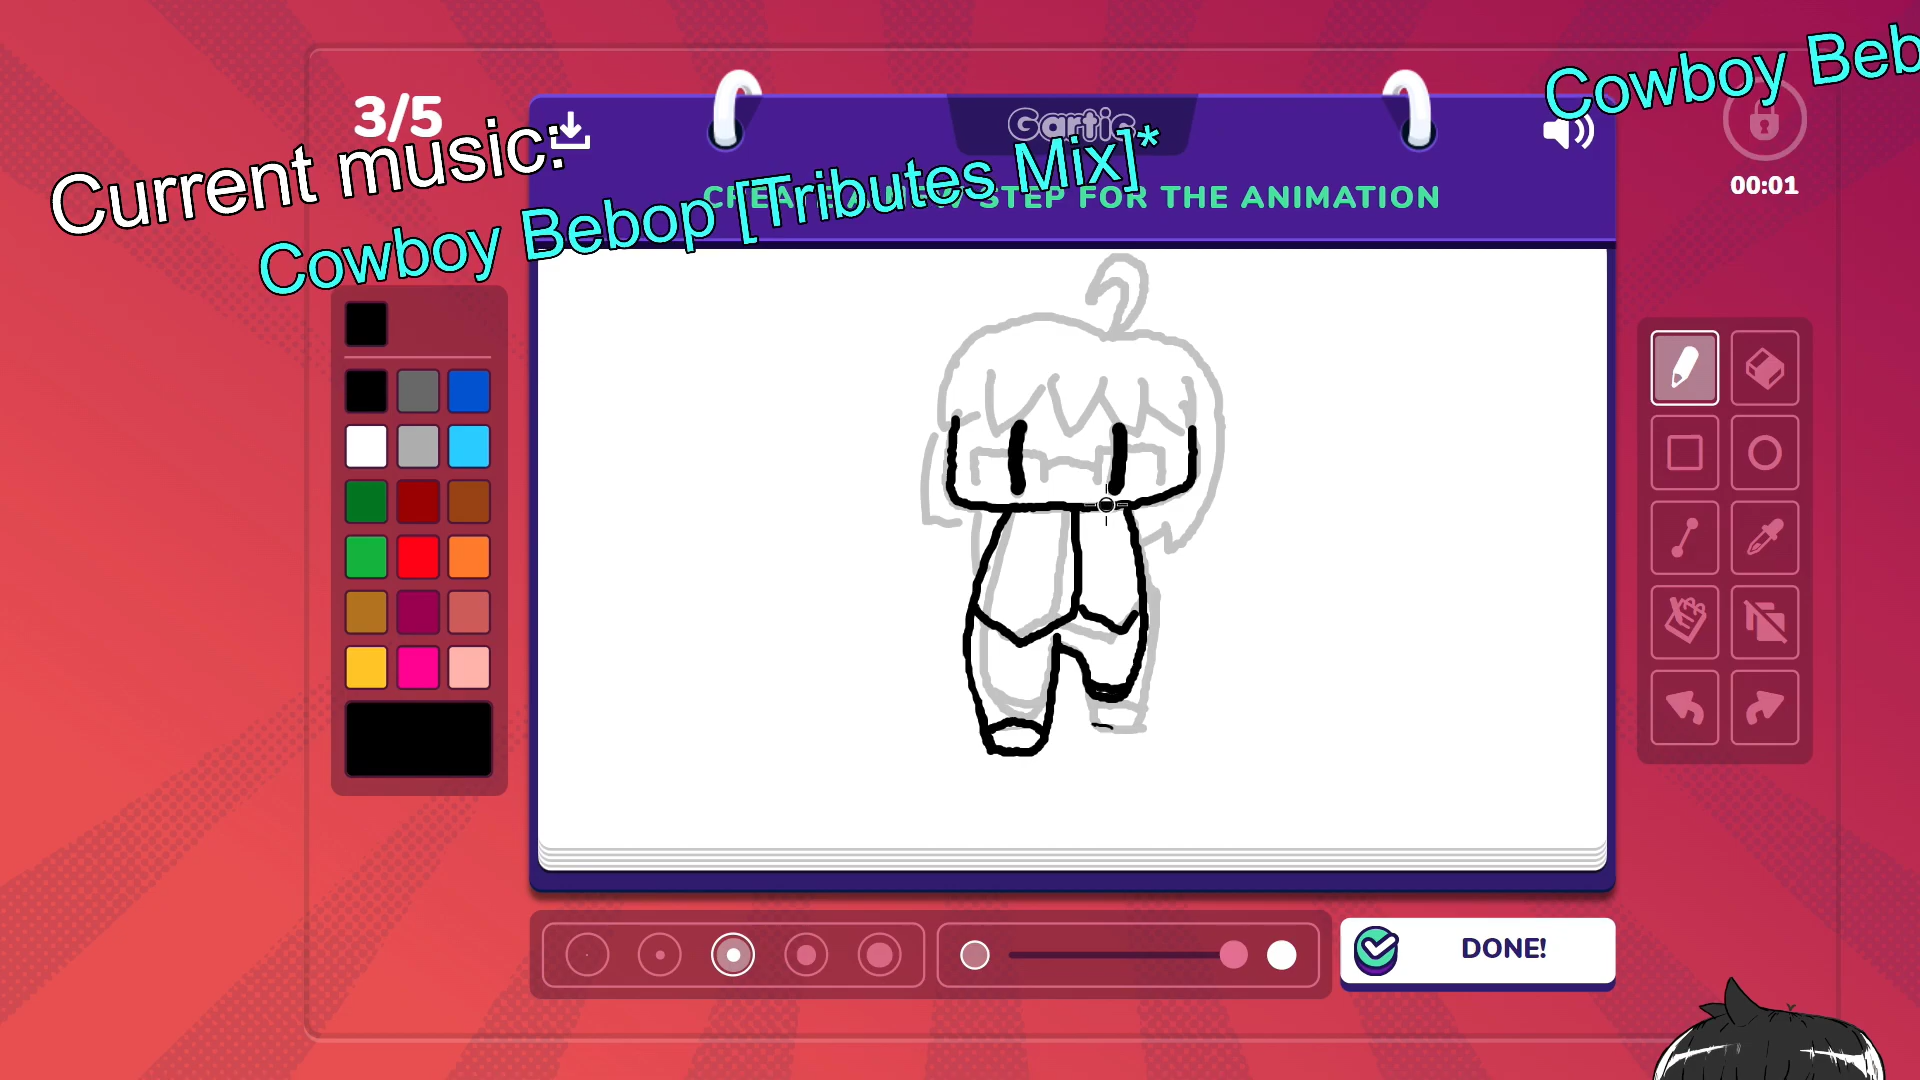 3/5
Gartic
Cowboy Beb
Current music:
Cowboy Bebop [Tributes Mix]*
CREATE A NEW STEP FOR THE ANIMATION
00:01
DONE!